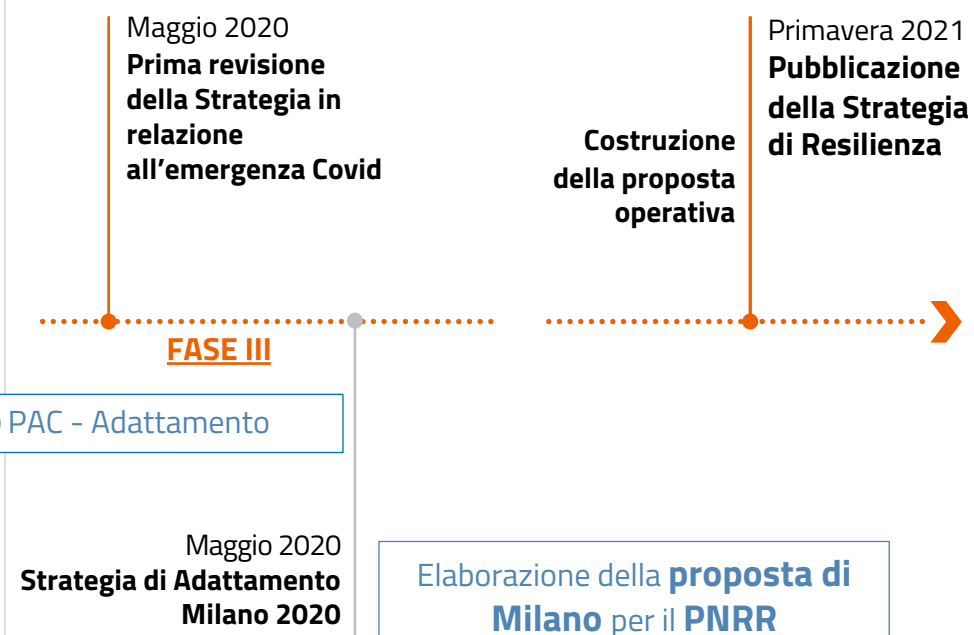 Maggio 2020
Prima revisione
della Strategia in
relazione
all’emergenza Covid
Costruzione
della proposta
operativa
Primavera 2021
Pubblicazione
della Strategia
di Resilienza
FASE III
PAC - Adattamento
Maggio 2020
Strategia di Adattamento
Milano 2020
Elaborazione della proposta di
Milano per il PNRR